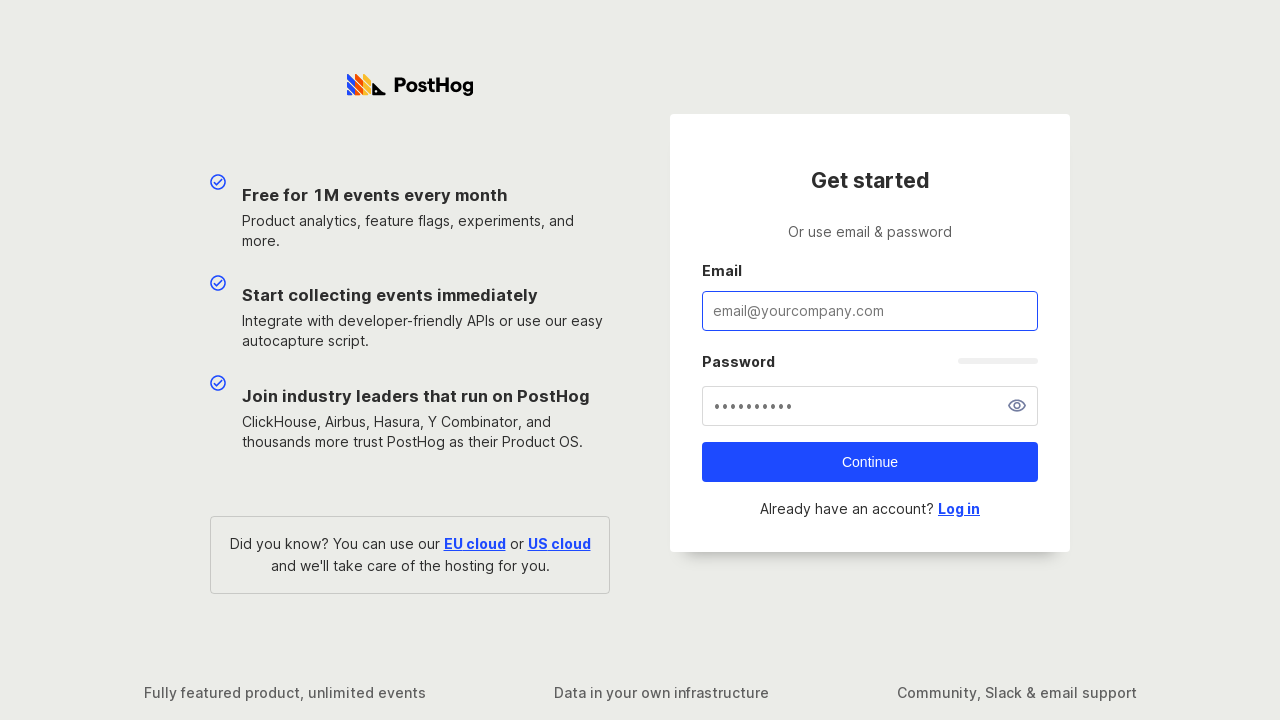 PostHog
Free for 1M events every month
Product analytics, feature flags, experiments, and
more.
Start collecting events immediately
Integrate with developer-friendly APIs or use our easy
autocapture script.
Join industry leaders that run on PostHog
ClickHouse, Airbus, Hasura, Y Combinator, and
thousands more trust PostHog as their Product OS.
Did you know? You can use our EU cloud or US cloud
and we'll take care of the hosting for you.
Get started
Or use email & password
Email
email@yourcompany.com
Password
••••••••••
Continue
Already have an account? Log in
Fully featured product, unlimited events
Data in your own infrastructure
Community, Slack & email support